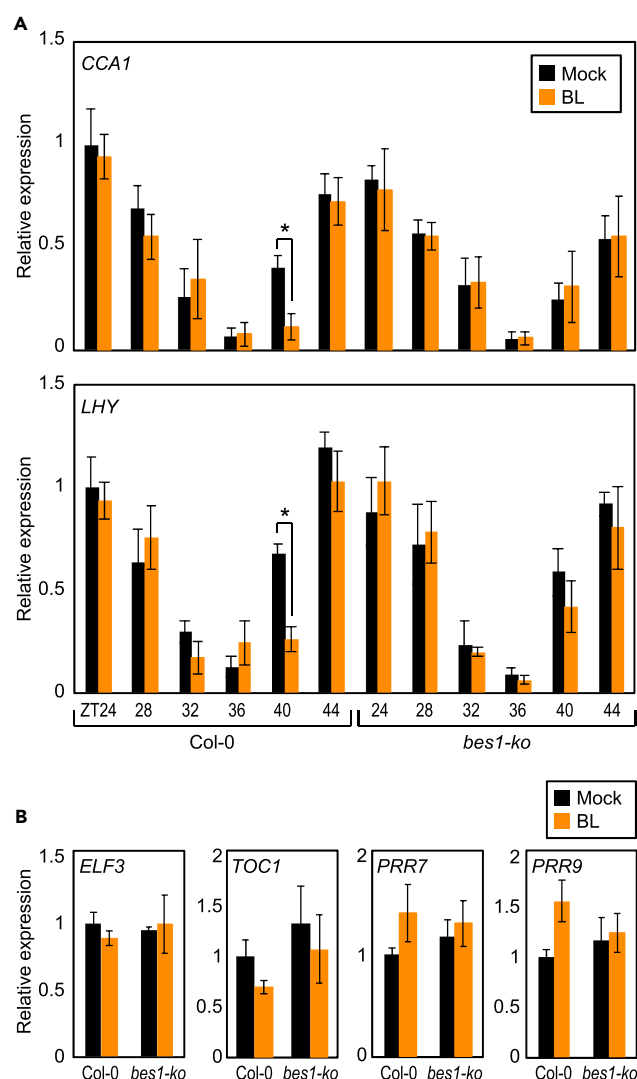 A
1.5
CCA1
Mock
BL
1
Relative expression
0.5
*
0
1.5
LHY
1
Relative expression
0.5
*
0
ZT24 28 32 36 40 44 24 28 32 36 40 44
Col-0 bes1-ko
Mock
BL
B
1.5 ELF3 2 TOC1 2 PRR7 2 PRR9
Relative expression
1 1.5 1 1.5
1 1
0.5 0.5 1 0.5
0 0 0 0
Col-0 bes1-ko Col-0 bes1-ko Col-0 bes1-ko Col-0 bes1-ko